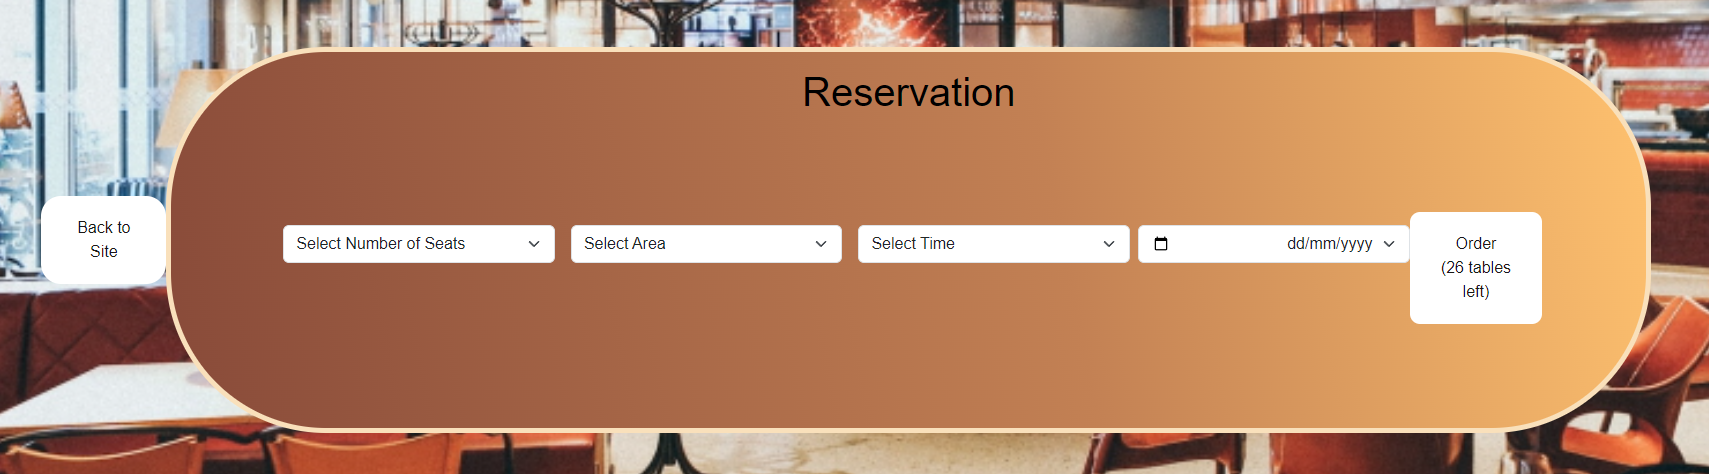 Reservation
Back to
Site
Select Number of Seats
Select Area
Select Time
dd/mm/yyyy
Order
(26 tables
left)